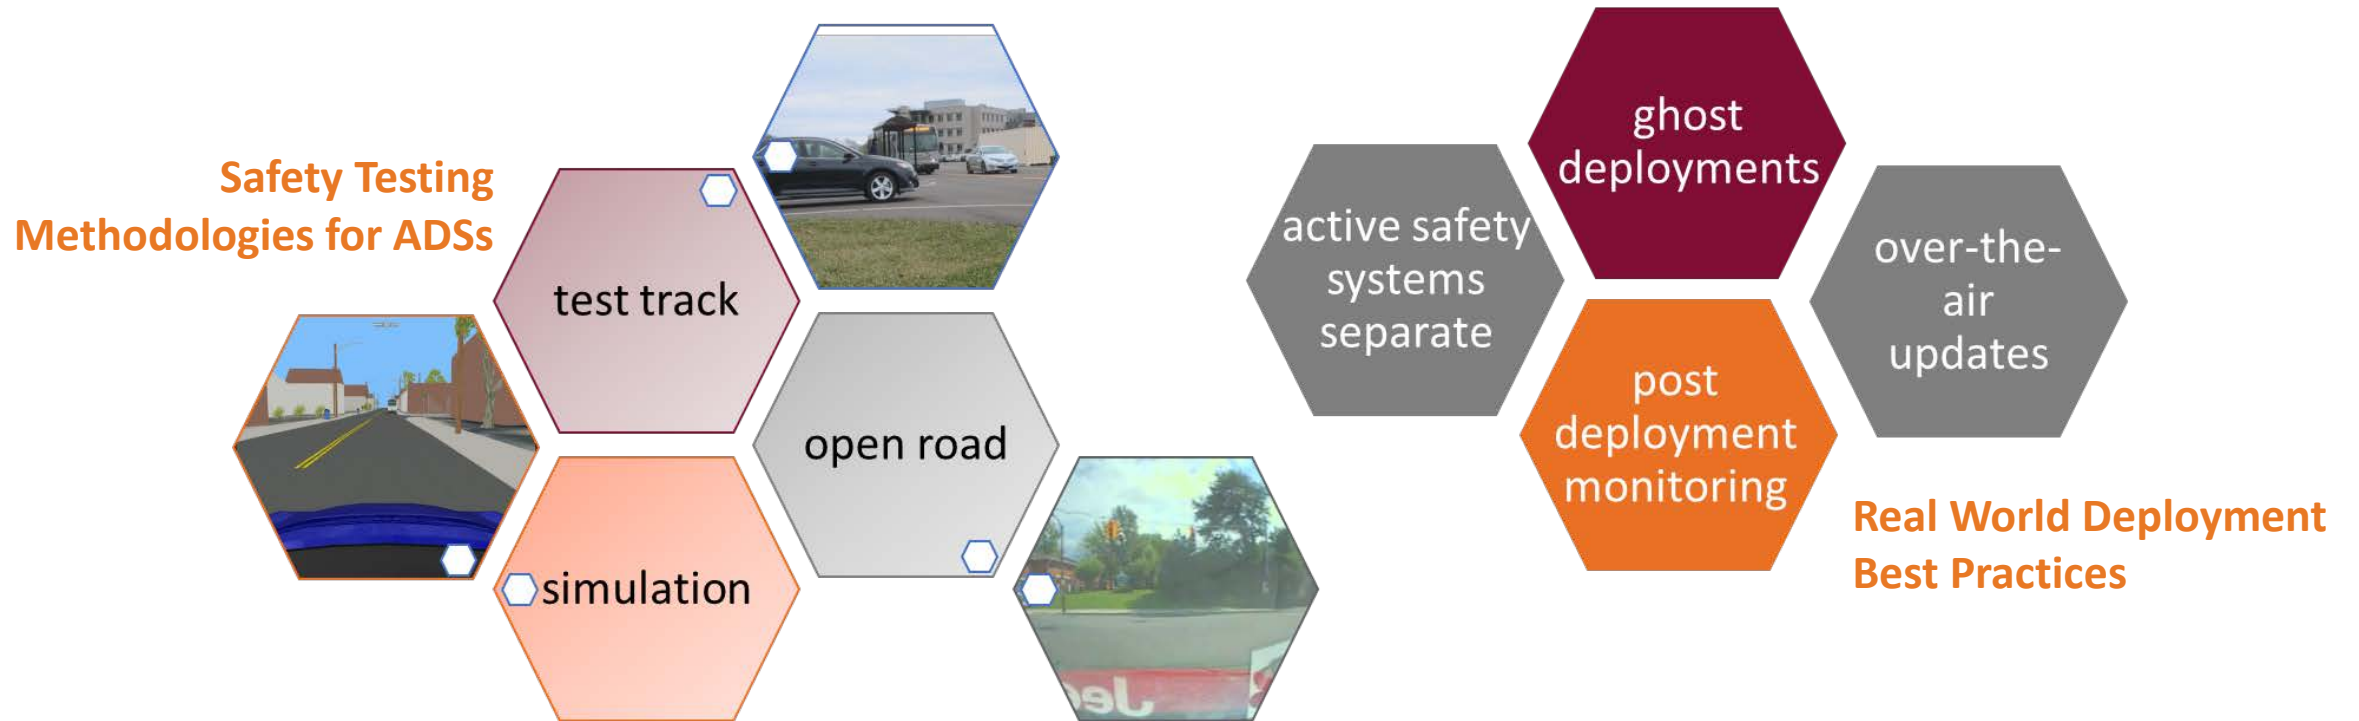 Safety Testing
Methodologies for ADSs
test track
open road
simulation
ghost
deployments
active safety
systems
separate
over-the-
air
updates
post
deployment
monitoring
Real World Deployment
Best Practices